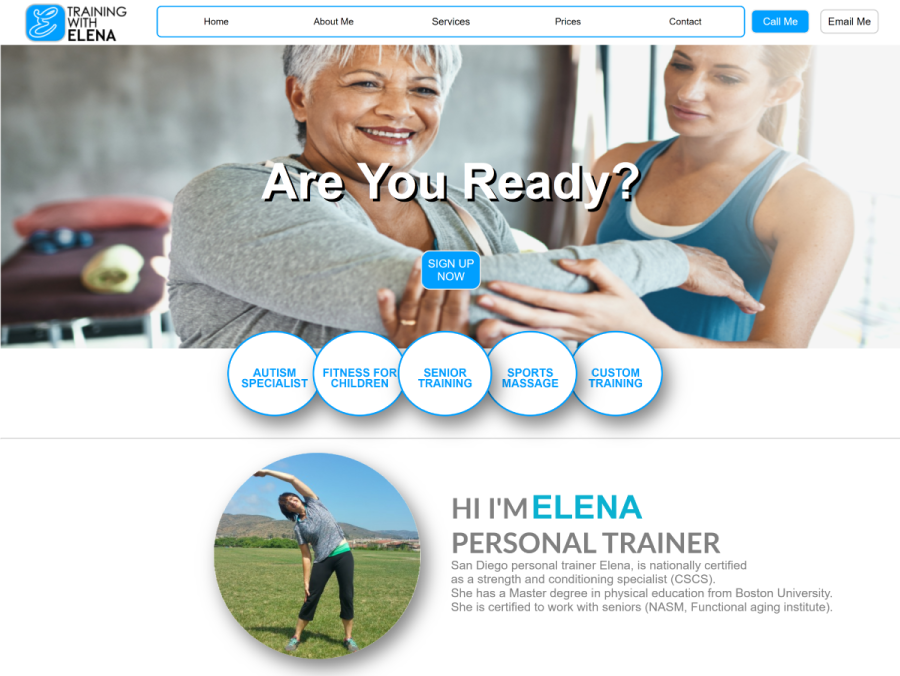 TRAINING
WITH
ELENA
Home
About Me
Services
Prices
Contact
Call Me
Email Me
Are You Ready?
SIGN UP
NOW
AUTISM
SPECIALIST
FITNESS FOR
CHILDREN
SENIOR
TRAINING
SPORTS
MASSAGE
CUSTOM
TRAINING
HI I'M ELENA
PERSONAL TRAINER
San Diego personal trainer Elena, is nationally certified
as a strength and conditioning specialist (CSCS).
She has a Master degree in physical education from Boston University.
She is certified to work with seniors (NASM, Functional aging institute).